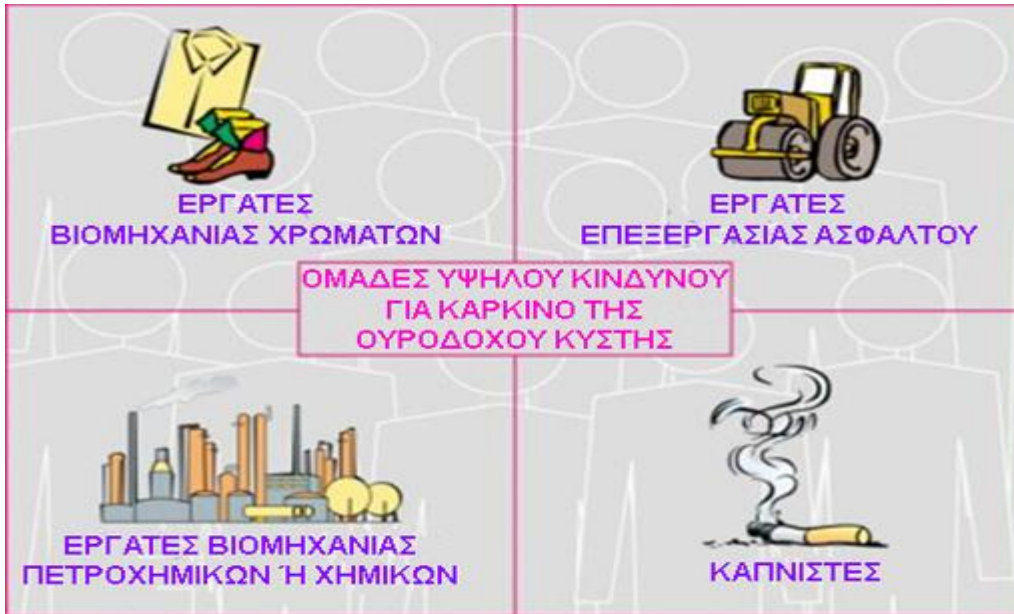 ΕΡΓΑΤΕΣ
ΒΙΟΜΗΧΑΝΙΑΣ ΧΡΩΜΑΤΩΝ
ΕΡΓΑΤΕΣ
ΕΠΕΞΕΡΓΑΣΙΑΣ ΑΣΦΑΛΤΟΥ
ΟΜΑΔΕΣ ΥΨΗΛΟΥ ΚΙΝΔΥΝΟΥ
ΓΙΑ ΚΑΡΚΙΝΟ ΤΗΣ
ΟΥΡΟΔΟΧΟΥ ΚΥΣΤΗΣ
ΕΡΓΑΤΕΣ ΒΙΟΜΗΧΑΝΙΑΣ
ΠΕΤΡΟΧΗΜΙΚΩΝ Ή ΧΗΜΙΚΩΝ
ΚΑΠΝΙΣΤΕΣ